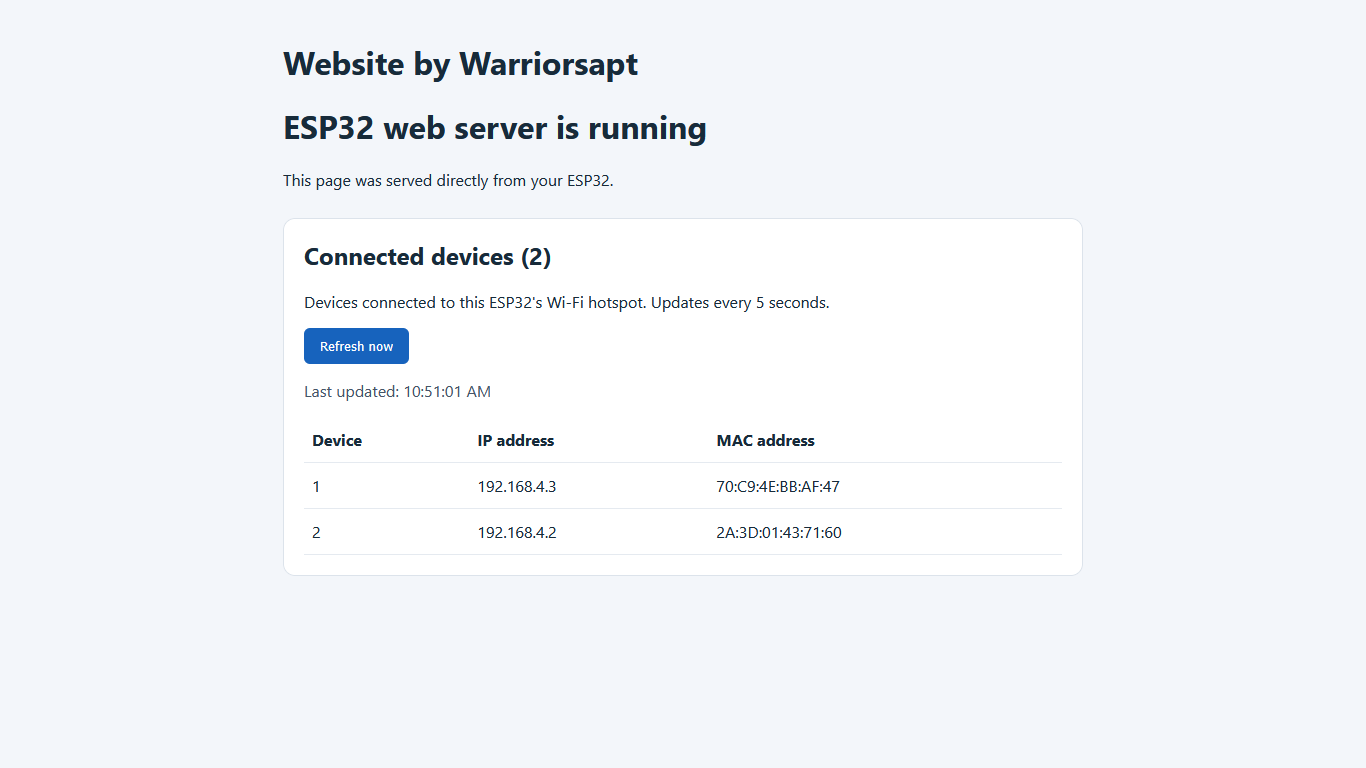 Website by Warriorsapt
ESP32 web server is running
This page was served directly from your ESP32.
Connected devices (2)
Devices connected to this ESP32's Wi-Fi hotspot. Updates every 5 seconds.
Refresh now
Last updated: 10:51:01 AM
Device IP address MAC address
1 192.168.4.3 70:C9:4E:BB:AF:47
2 192.168.4.2 2A:3D:01:43:71:60